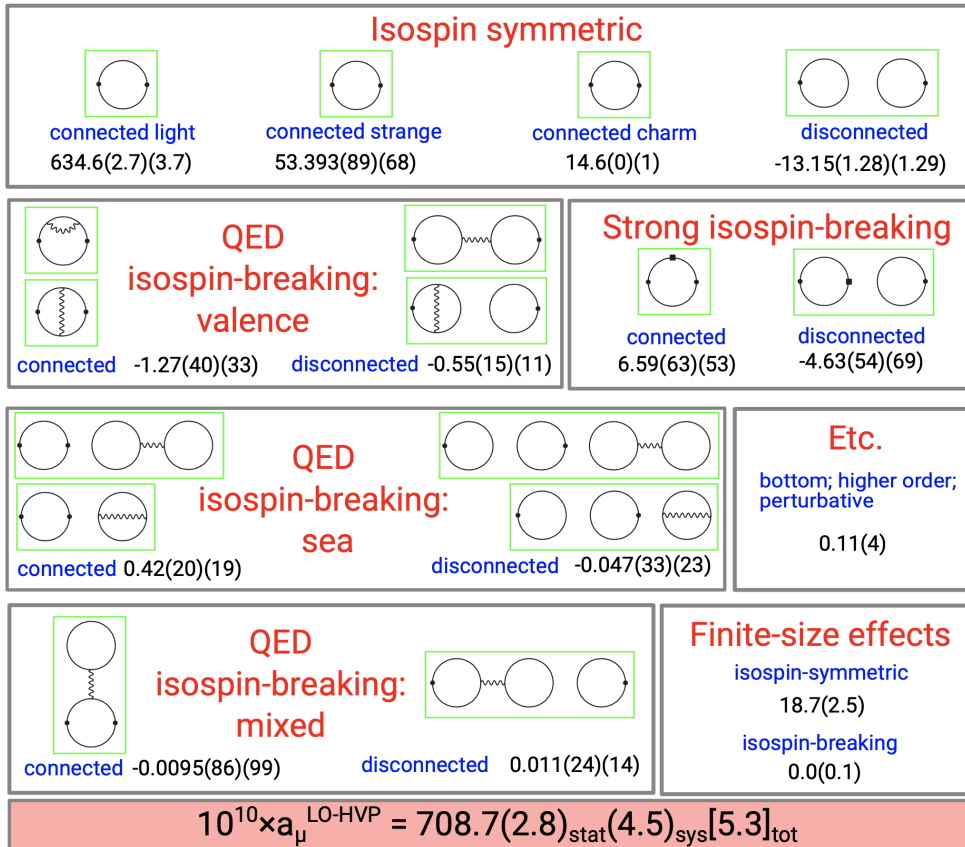 Isospin symmetric
connected light
634.6(2.7)(3.7)
connected strange
53.393(89)(68)
connected charm
14.6(0)(1)
disconnected
-13.15(1.28)(1.29)
QED
isospin-breaking:
valence
connected -1.27(40)(33)
disconnected -0.55(15)(11)
Strong isospin-breaking
connected
6.59(63)(53)
disconnected
-4.63(54)(69)
QED
isospin-breaking:
sea
connected 0.42(20)(19)
disconnected -0.047(33)(23)
Etc.
bottom; higher order;
perturbative
0.11(4)
QED
isospin-breaking:
mixed
connected -0.0095(86)(99)
disconnected 0.011(24)(14)
Finite-size effects
isospin-symmetric
18.7(2.5)
isospin-breaking
0.0(0.1)
10¹⁰×aμ^LO-HVP = 708.7(2.8)stat(4.5)sys[5.3]tot